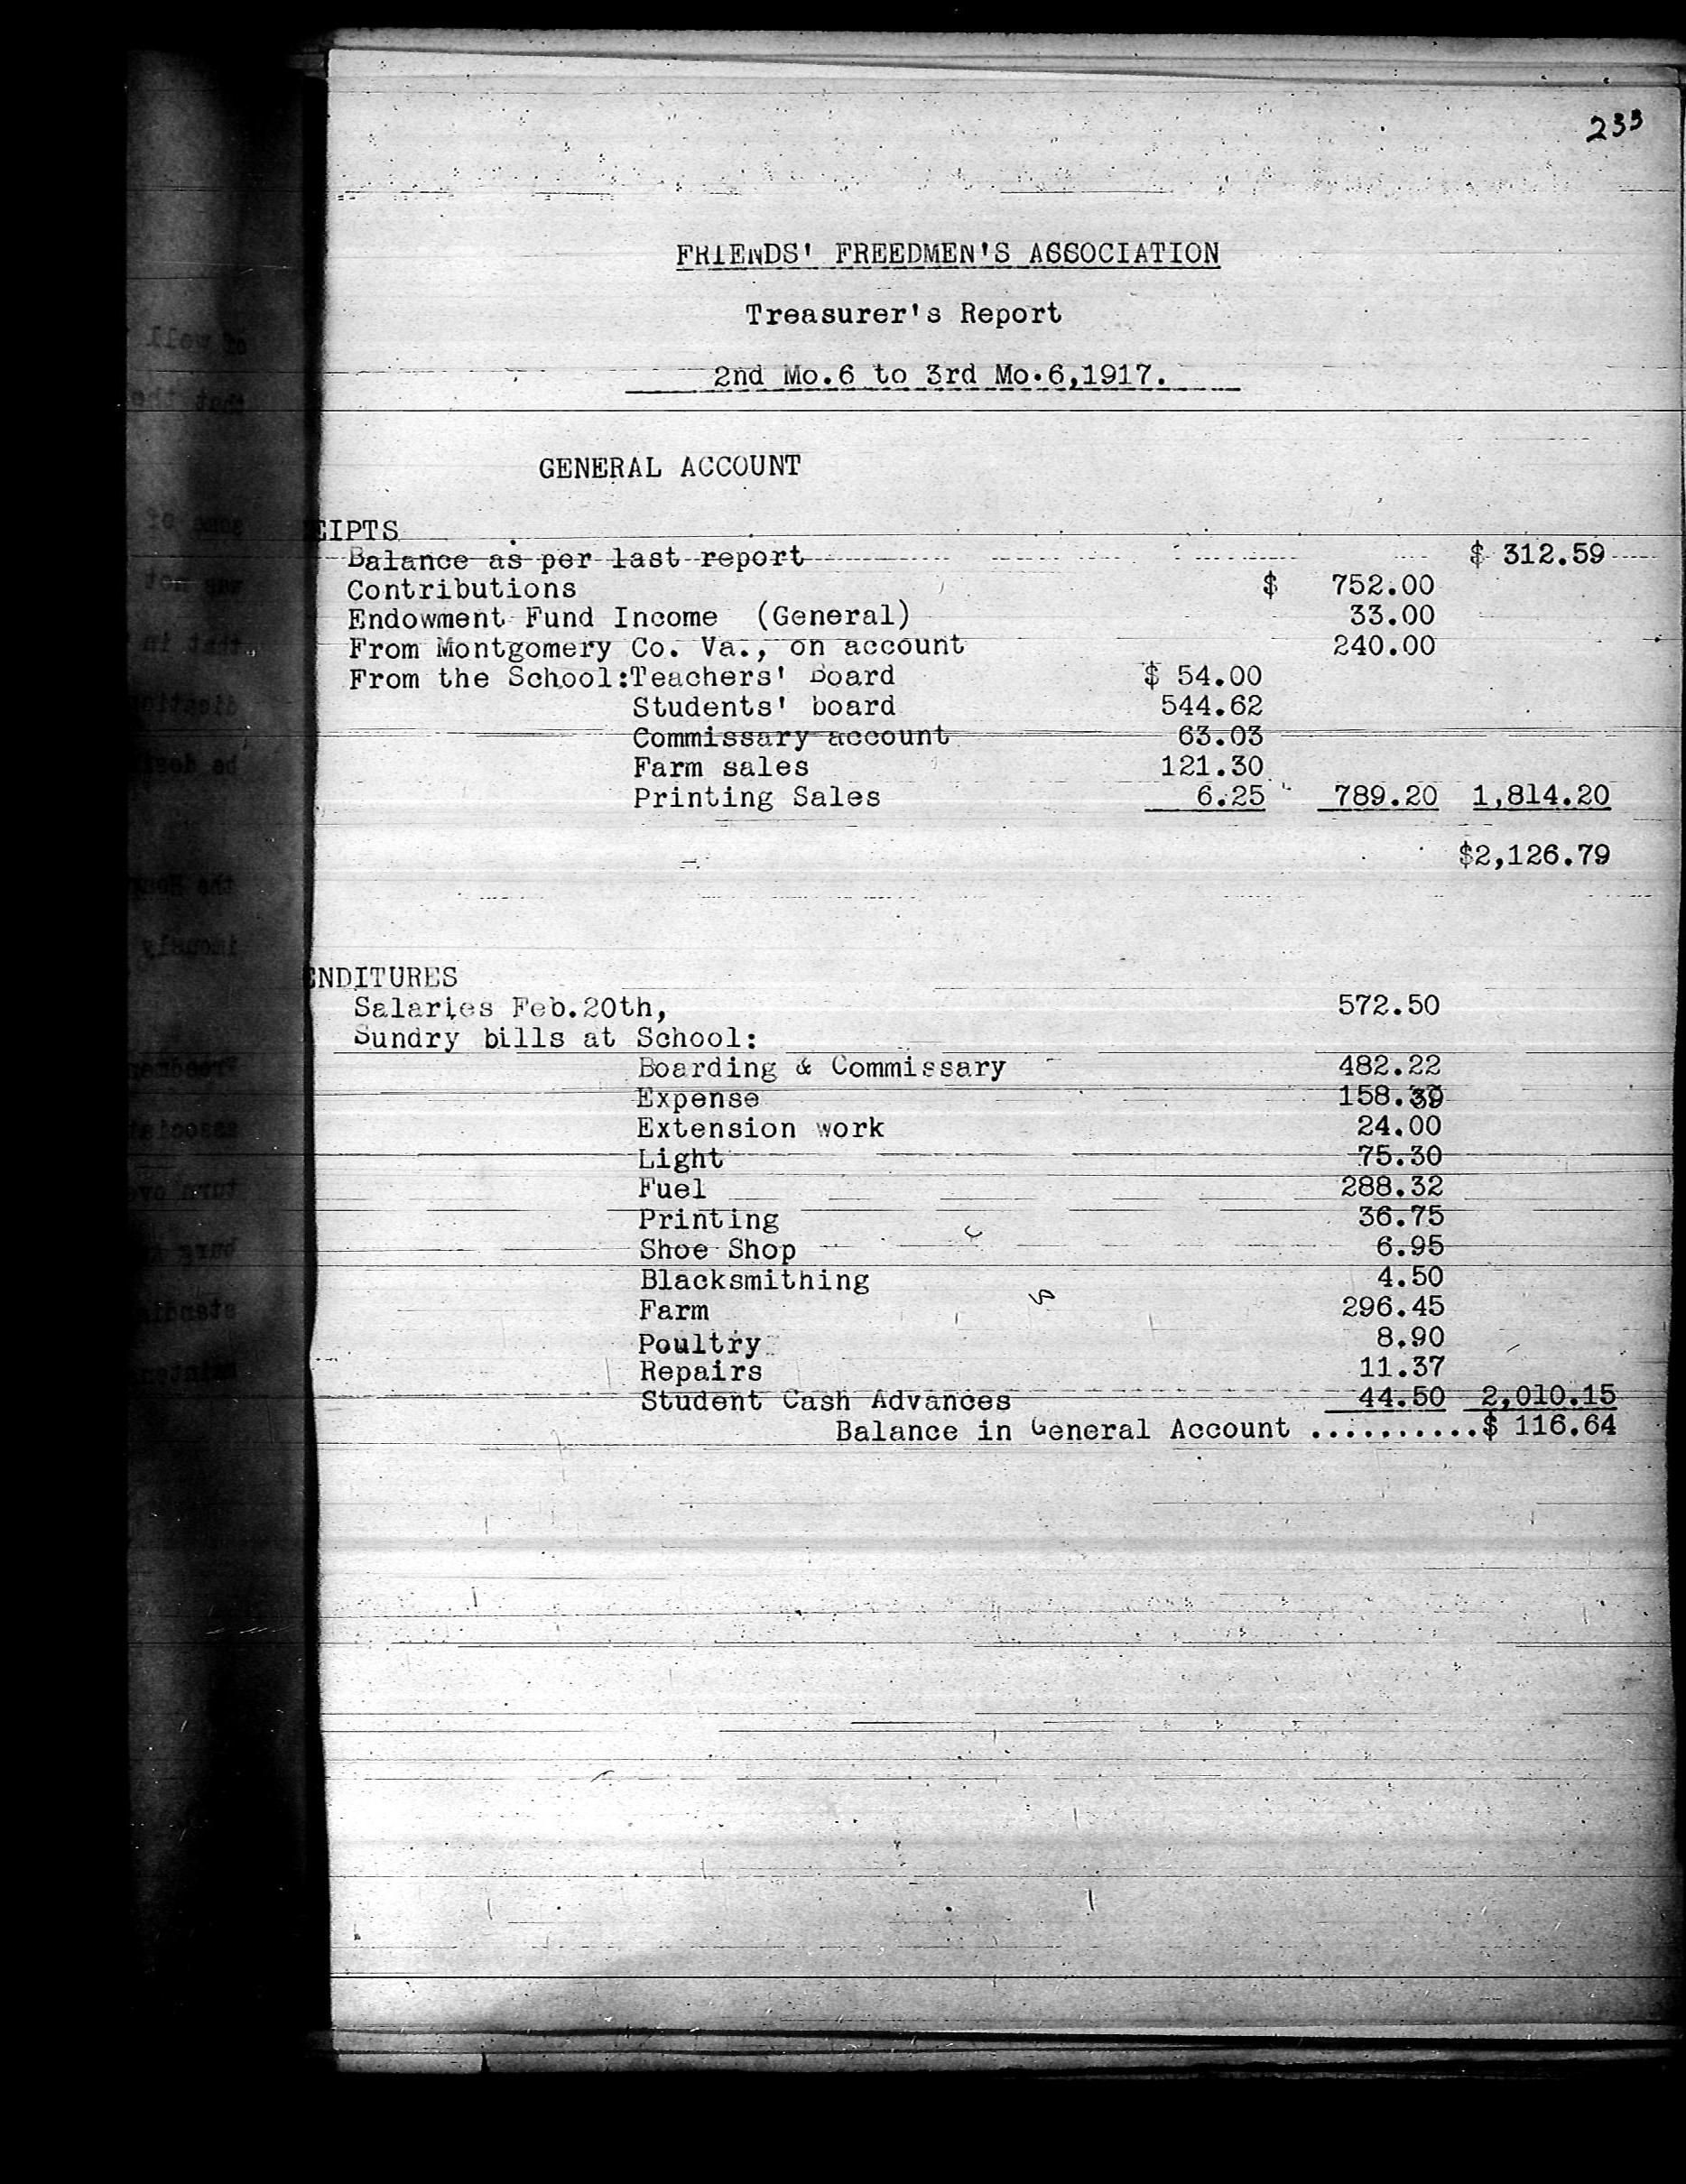 233
FRIENDS' FREEDMEN'S ASSOCIATION
Treasurer's Report
2nd Mo.6 to 3rd Mo.6,1917.
GENERAL ACCOUNT
EIPTS
Balance as per last report $ 312.59
Contributions $ 752.00
Endowment Fund Income (General) 33.00
From Montgomery Co. Va., on account 240.00
From the School:Teachers' Board $ 54.00
Students' board 544.62
Commissary account 63.03
Farm sales 121.30
Printing Sales 6.25 789.20 1,814.20
$2,126.79
ENDITURES
Salaries Feb.20th, 572.50
Sundry bills at School:
Boarding & Commissary 482.22
Expense 158.39
Extension work 24.00
Light 75.30
Fuel 288.32
Printing 36.75
Shoe Shop 6.95
Blacksmithing 4.50
Farm 296.45
Poultry 8.90
Repairs 11.37
Student Cash Advances 44.50 2,010.15
Balance in General Account ..........$ 116.64